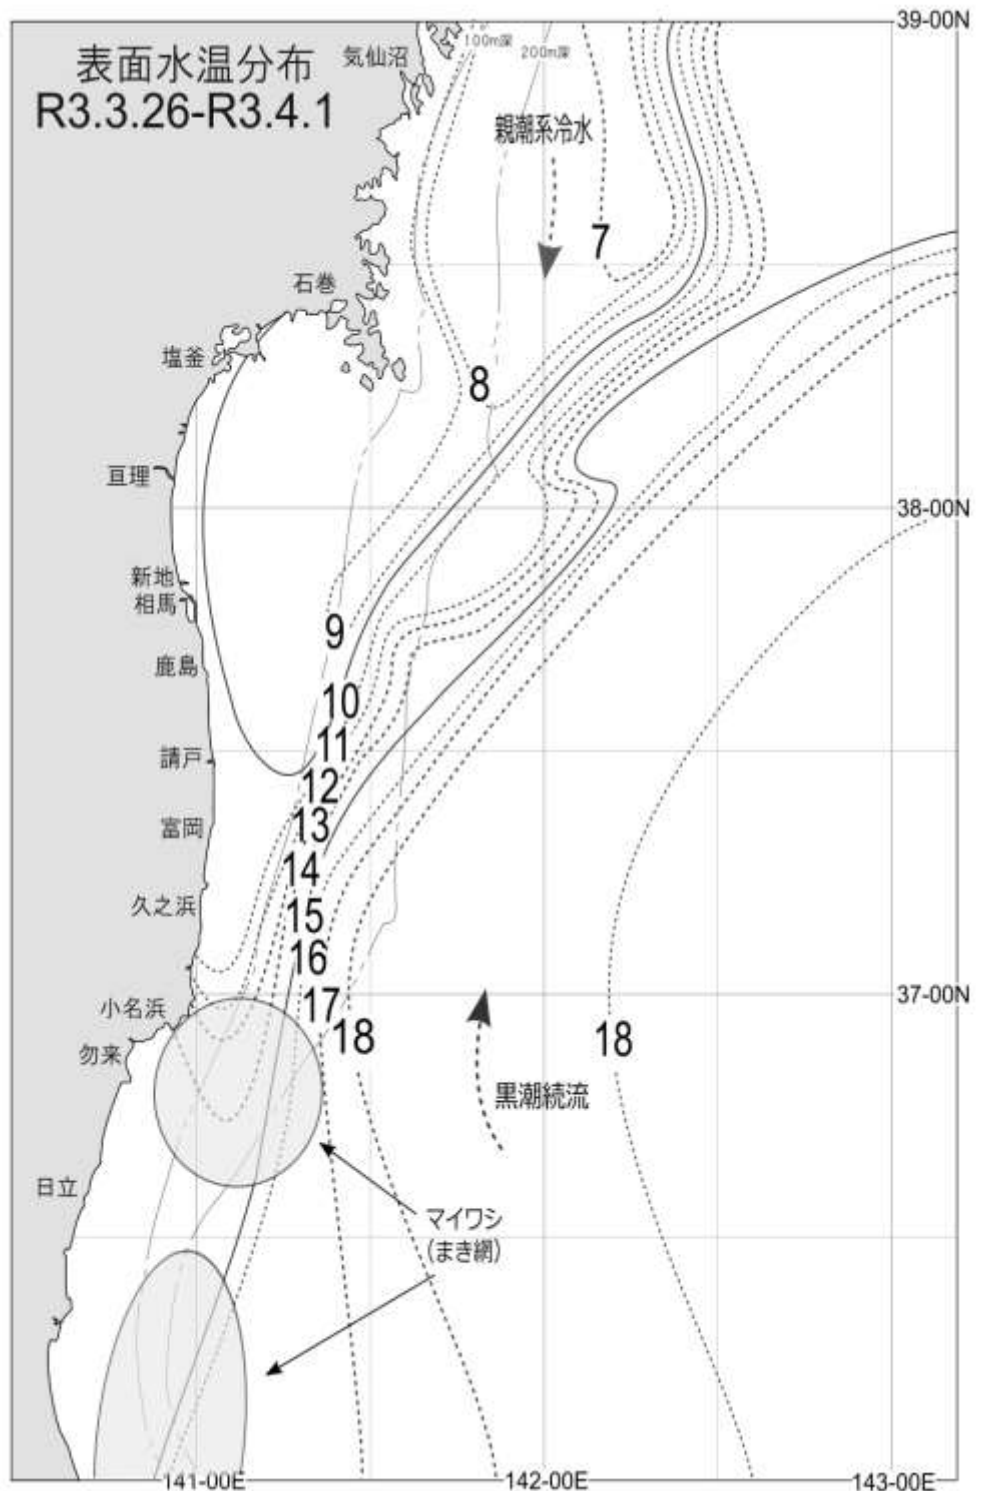 39-00N
100m深
200m深
気仙沼
表面水温分布
R3.3.26-R3.4.1
親潮系冷水
7
石巻
塩釜
8
亘理
38-00N
新地
相馬
9
鹿島
10
11
請戸
12
富岡
13
14
久之浜
15
16
小名浜
17
37-00N
18
18
勿来
黒潮続流
日立
マイワシ
(まき網)
141-00E
142-00E
143-00E